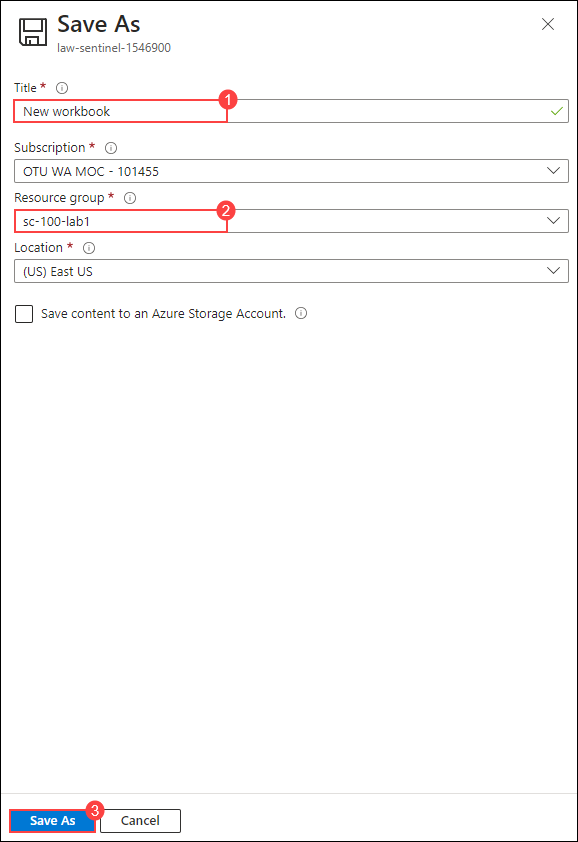 Save As
law-sentinel-1546900
Title *
1
New workbook
Subscription *
OTU WA MOC - 101455
Resource group *
2
sc-100-lab1
Location *
(US) East US
Save content to an Azure Storage Account.
3
Save As
Cancel